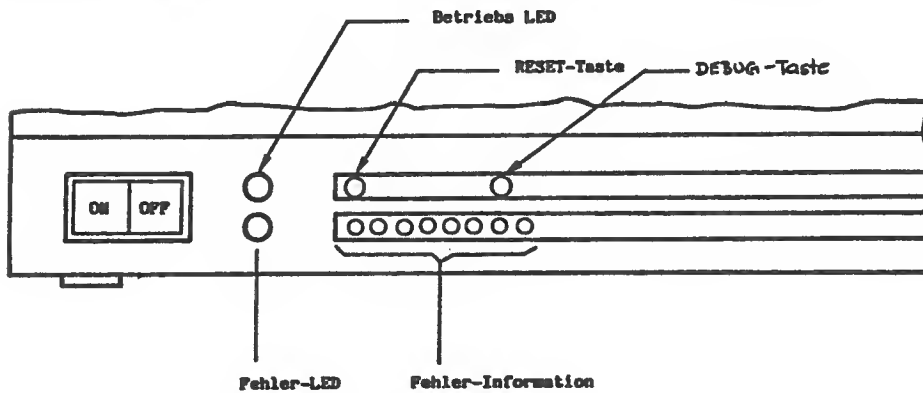 Betriebs LED
RESET-Taste
DEBUG-Taste
ON OFF
Fehler-LED
Fehler-Information